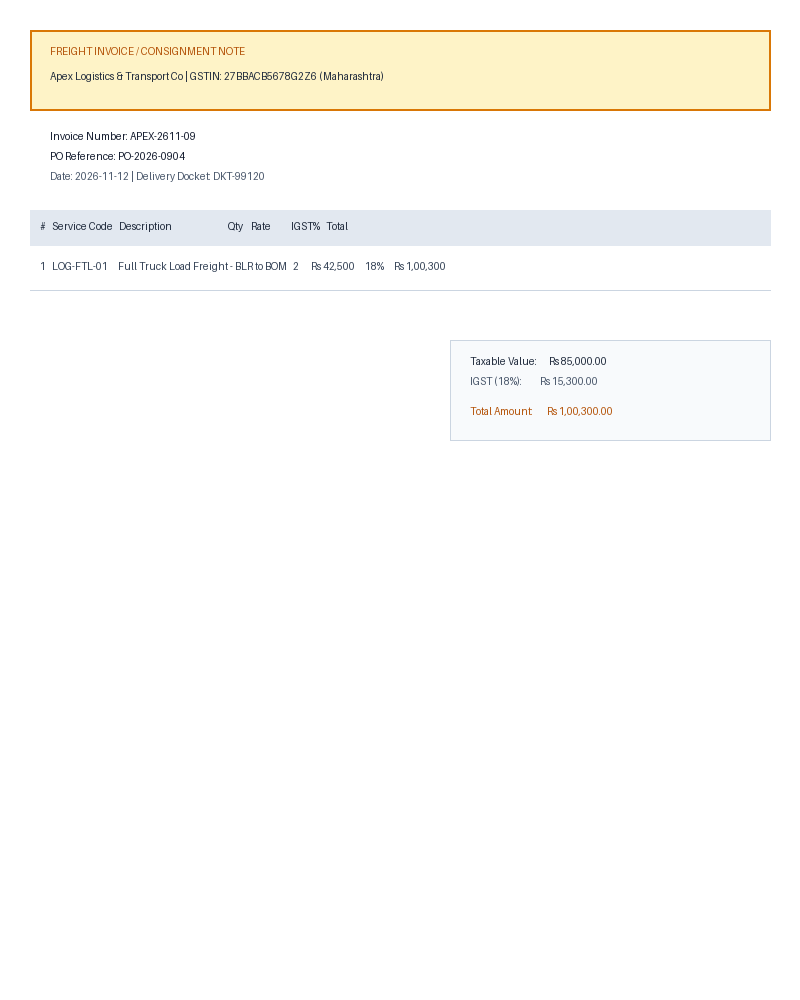 FREIGHT INVOICE / CONSIGNMENT NOTE
Apex Logistics & Transport Co | GSTIN: 27BBACB5678G2Z6 (Maharashtra)
Invoice Number: APEX-2611-09
PO Reference: PO-2026-0904
Date: 2026-11-12 | Delivery Docket: DKT-99120
# Service Code Description Qty Rate IGST% Total
1 LOG-FTL-01 Full Truck Load Freight - BLR to BOM 2 Rs 42,500 18% Rs 1,00,300
Taxable Value: Rs 85,000.00
IGST (18%): Rs 15,300.00
Total Amount: Rs 1,00,300.00